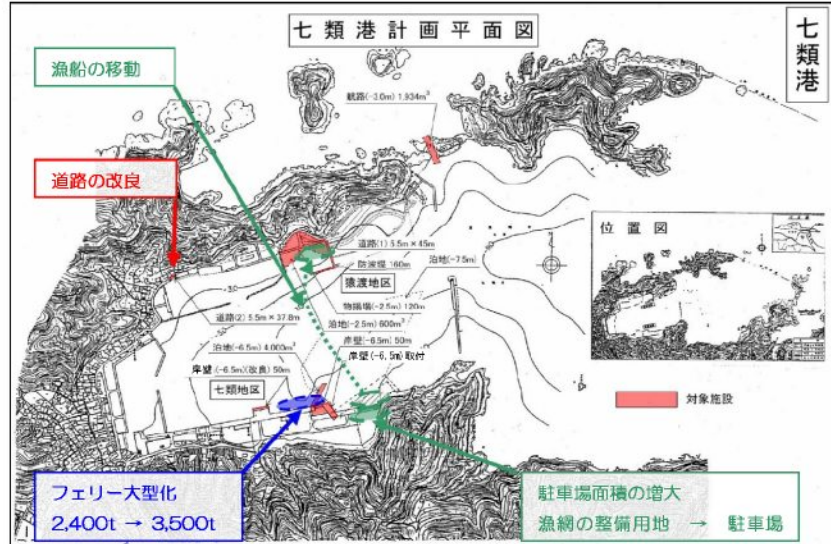 七類港計画平面図
七類港
漁船の移動
航路(-3.0m) 1,934m³
道路の改良
位置図
道路(1) 5.5m×45m
防波堤 160m
泊地(-7.5m)
猿渡地区
物揚場(-2.5m) 120m
道路(2) 5.5m×37.8m
泊地(-2.5m) 600m³
泊地(-6.5m) 4,000m³
岸壁(-6.5m) 50m
岸壁(-6.5m)取付
岸壁(-6.5m)(改良) 50m
七類地区
対象施設
フェリー大型化
2,400t → 3,500t
駐車場面積の増大
漁網の整備用地 → 駐車場